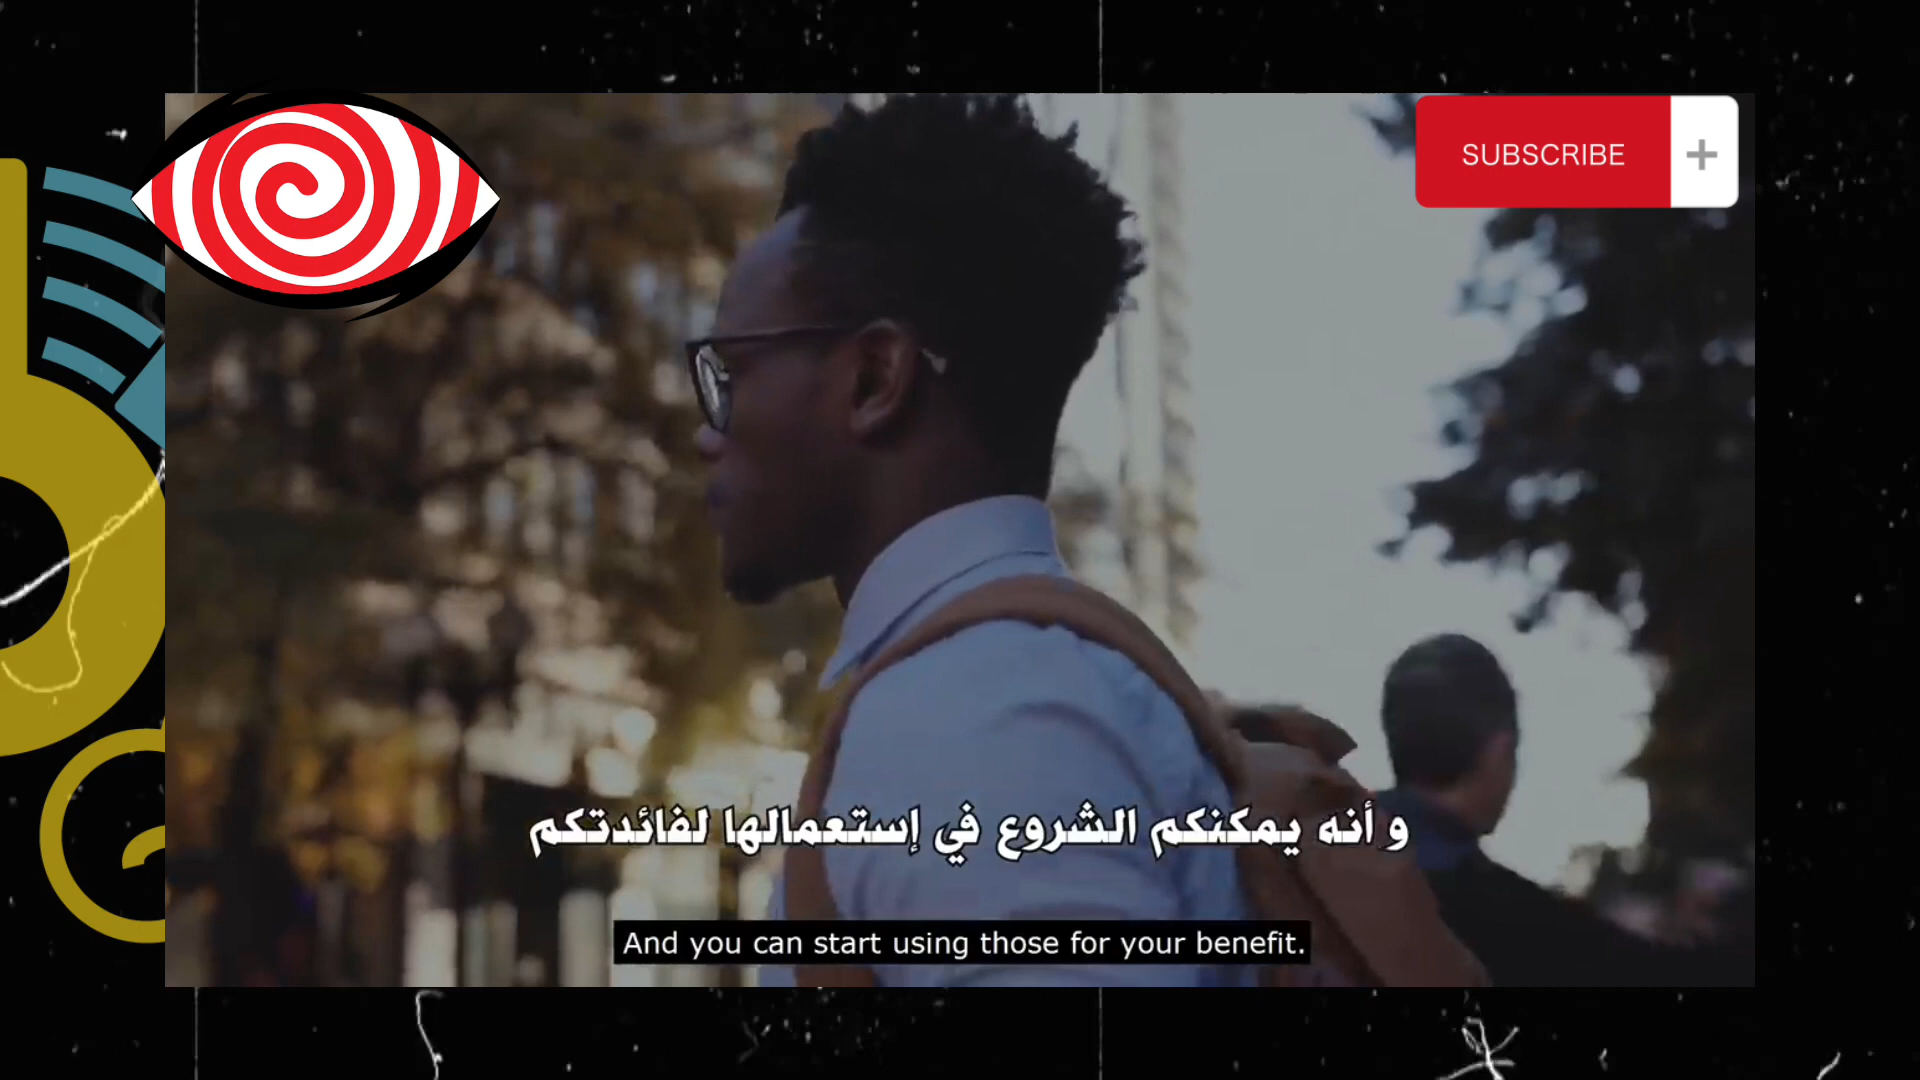 SUBSCRIBE +
و أنه يمكنكم الشروع في إستعمالها لفائدتكم
And you can start using those for your benefit.